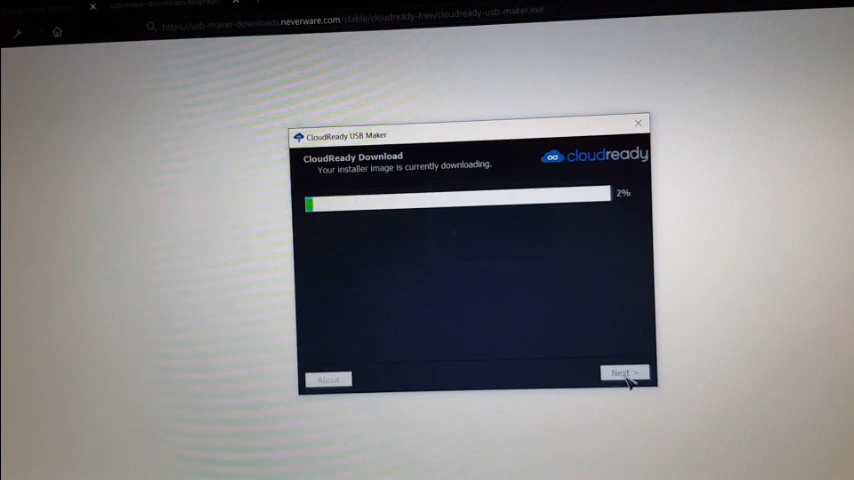 https://usb-maker-downloads.neverware.com/stable/cloudready-free/cloudready-usb-maker.exe
CloudReady USB Maker
CloudReady Download
Your installer image is currently downloading.
cloudready
2%
About
Next >